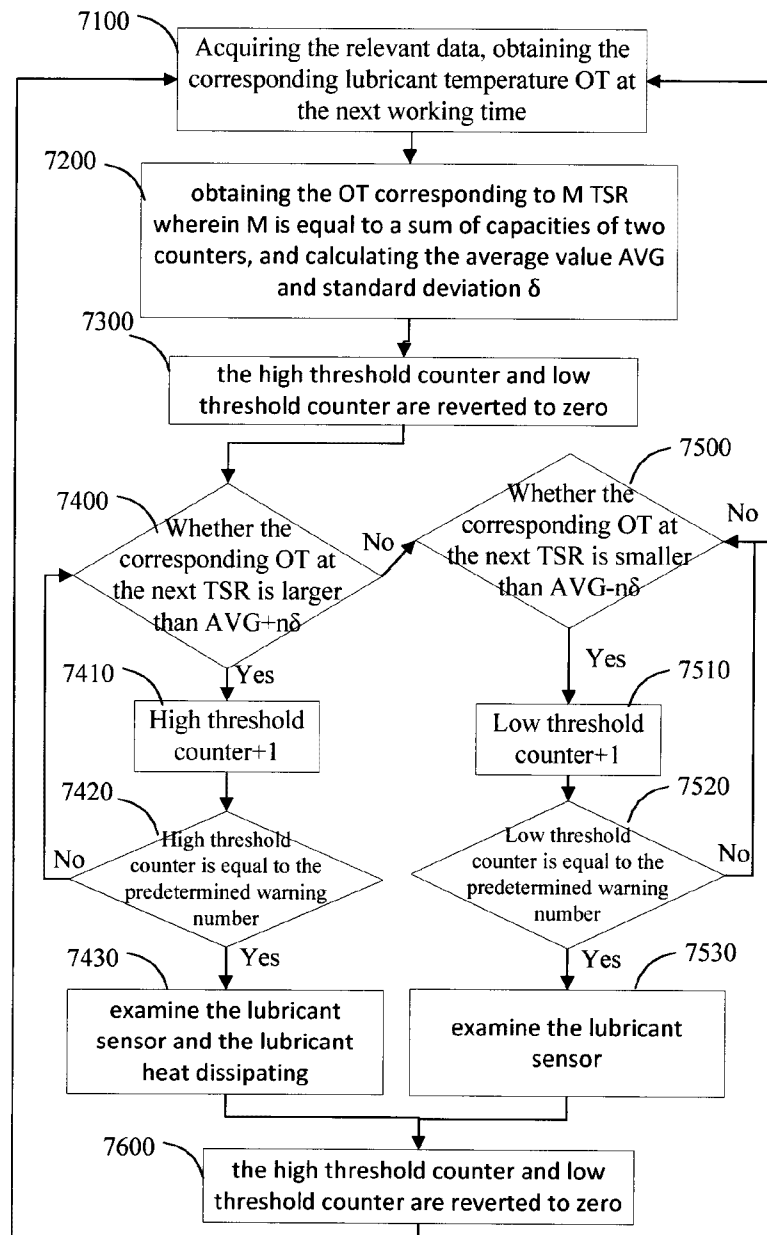 7100
Acquiring the relevant data, obtaining the
corresponding lubricant temperature OT at
the next working time
7200
obtaining the OT corresponding to M TSR
wherein M is equal to a sum of capacities of two
counters, and calculating the average value AVG
and standard deviation δ
7300
the high threshold counter and low
threshold counter are reverted to zero
7400
Whether the
corresponding OT at
the next TSR is larger
than AVG+nδ
No
Yes
7500
Whether the
corresponding OT at
the next TSR is smaller
than AVG-nδ
No
Yes
7410
High threshold
counter+1
7510
Low threshold
counter+1
7420
High threshold
counter is equal to the
predetermined warning
number
No
Yes
7520
Low threshold
counter is equal to the
predetermined warning
number
No
Yes
7430
examine the lubricant
sensor and the lubricant
heat dissipating
7530
examine the lubricant
sensor
7600
the high threshold counter and low
threshold counter are reverted to zero